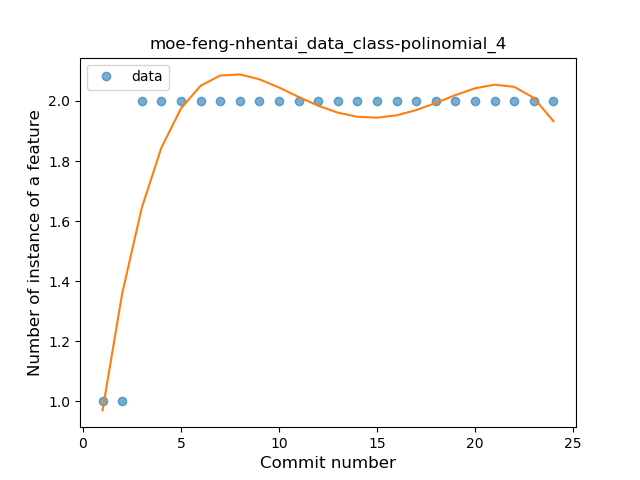 moe-feng-nhentai_data_class-polinomial_4
data
Number of instance of a feature
2.0
1.8
1.6
1.4
1.2
1.0
0 5 10 15 20 25
Commit number